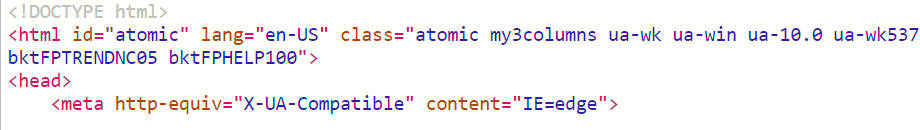 <!DOCTYPE html>
<html id="atomic" lang="en-US" class="atomic my3columns ua-wk ua-win ua-10.0 ua-wk537
bktFPTRENDNC05 bktFPHELP100">
<head>
<meta http-equiv="X-UA-Compatible" content="IE=edge">